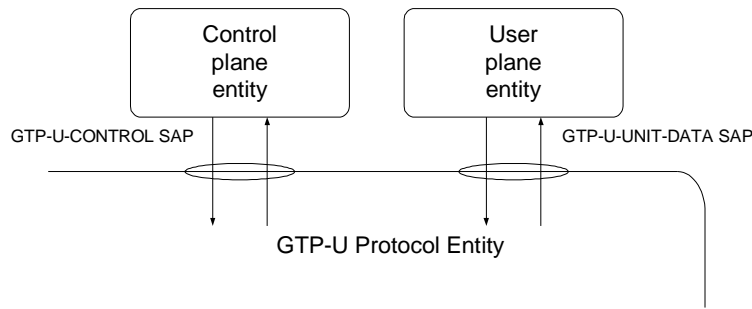 Control
plane
entity
User
plane
entity
GTP-U-CONTROL SAP
GTP-U-UNIT-DATA SAP
GTP-U Protocol Entity